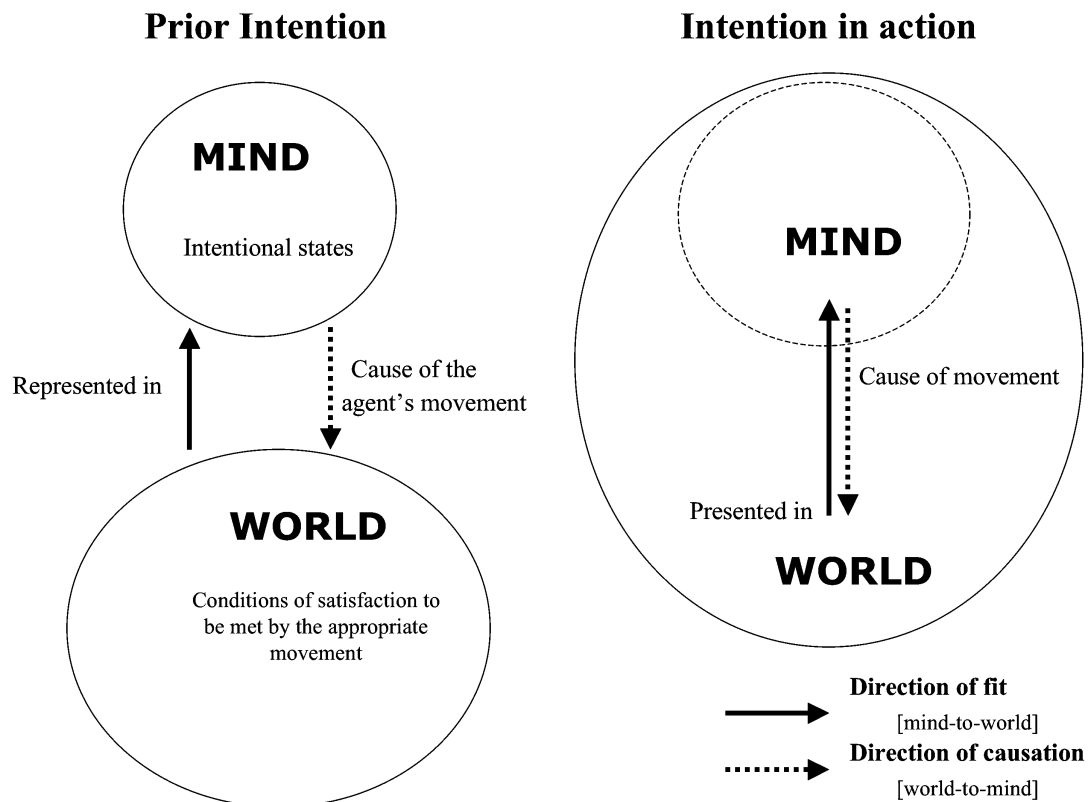 Prior Intention
MIND
Intentional states
Represented in
Cause of the
agent's movement
WORLD
Conditions of satisfaction to
be met by the appropriate
movement
Intention in action
MIND
Cause of movement
Presented in
WORLD
Direction of fit
[mind-to-world]
Direction of causation
[world-to-mind]